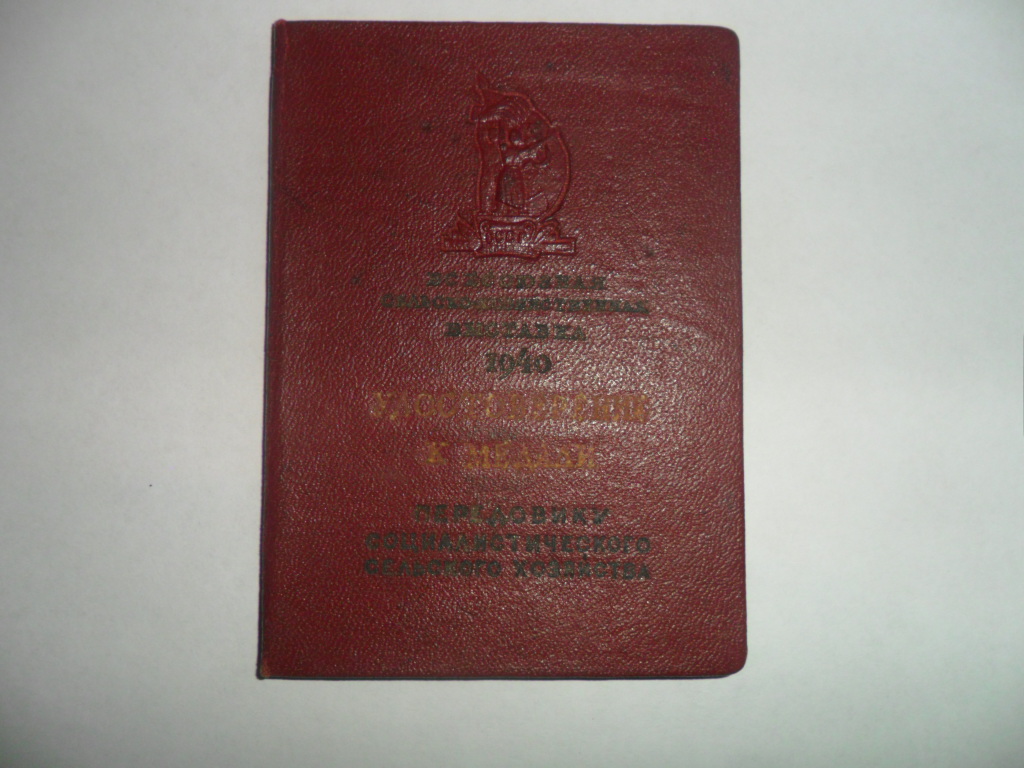 ВСЕСОЮЗНАЯ
СЕЛЬСКОХОЗЯЙСТВЕННАЯ
ВЫСТАВКА
1940
УДОСТОВЕРЕНИЕ
К МЕДАЛИ
ПЕРЕДОВИКУ
СОЦИАЛИСТИЧЕСКОГО
СЕЛЬСКОГО ХОЗЯЙСТВА